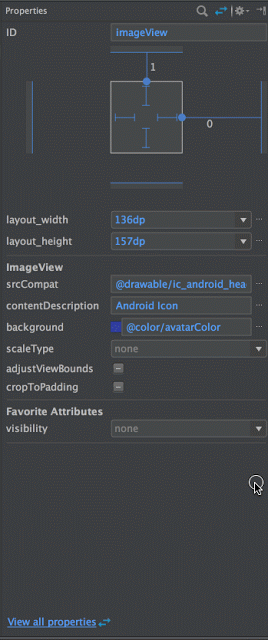 Properties
ID imageView
1
0
layout_width 136dp
layout_height 157dp
ImageView
srcCompat @drawable/ic_android_hea
contentDescription Android Icon
background @color/avatarColor
scaleType none
adjustViewBounds
cropToPadding
Favorite Attributes
visibility none
View all properties